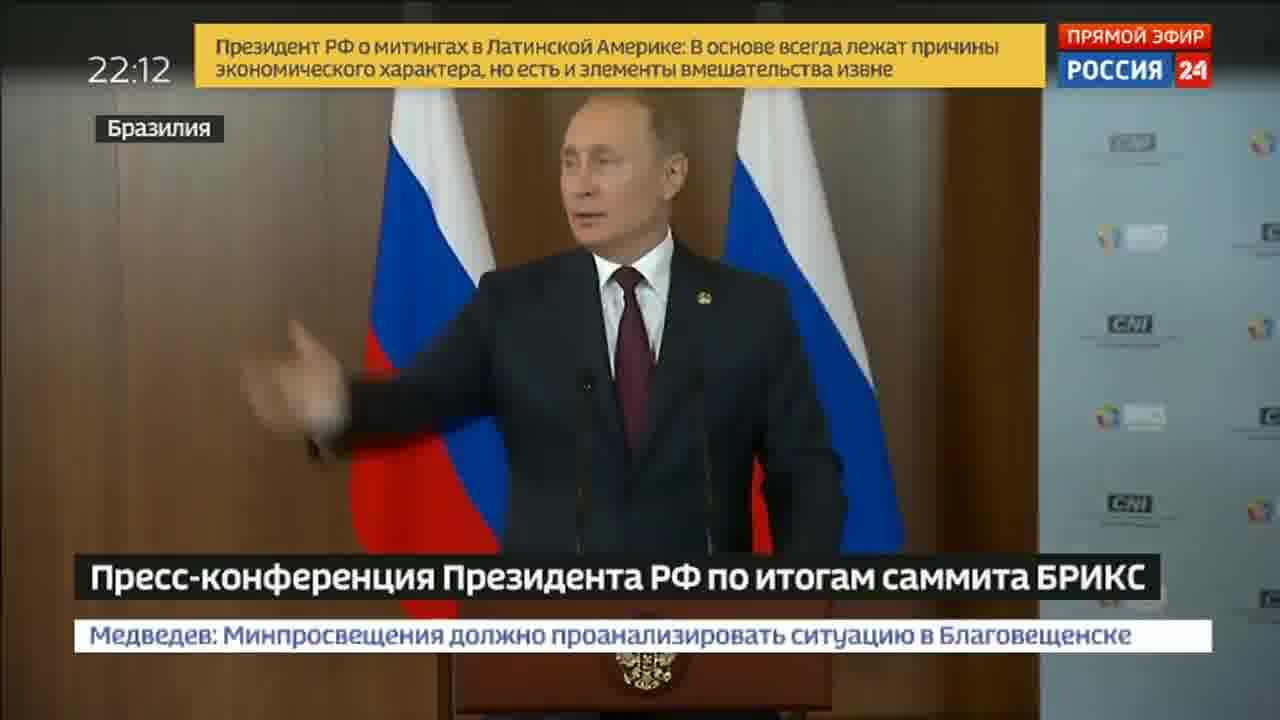 22:12
Президент РФ о митингах в Латинской Америке: В основе всегда лежат причины
экономического характера, но есть и элементы вмешательства извне
ПРЯМОЙ ЭФИР
РОССИЯ 24
Бразилия
CNI
CNI
CNI
Пресс-конференция Президента РФ по итогам саммита БРИКС
Медведев: Минпросвещения должно проанализировать ситуацию в Благовещенске